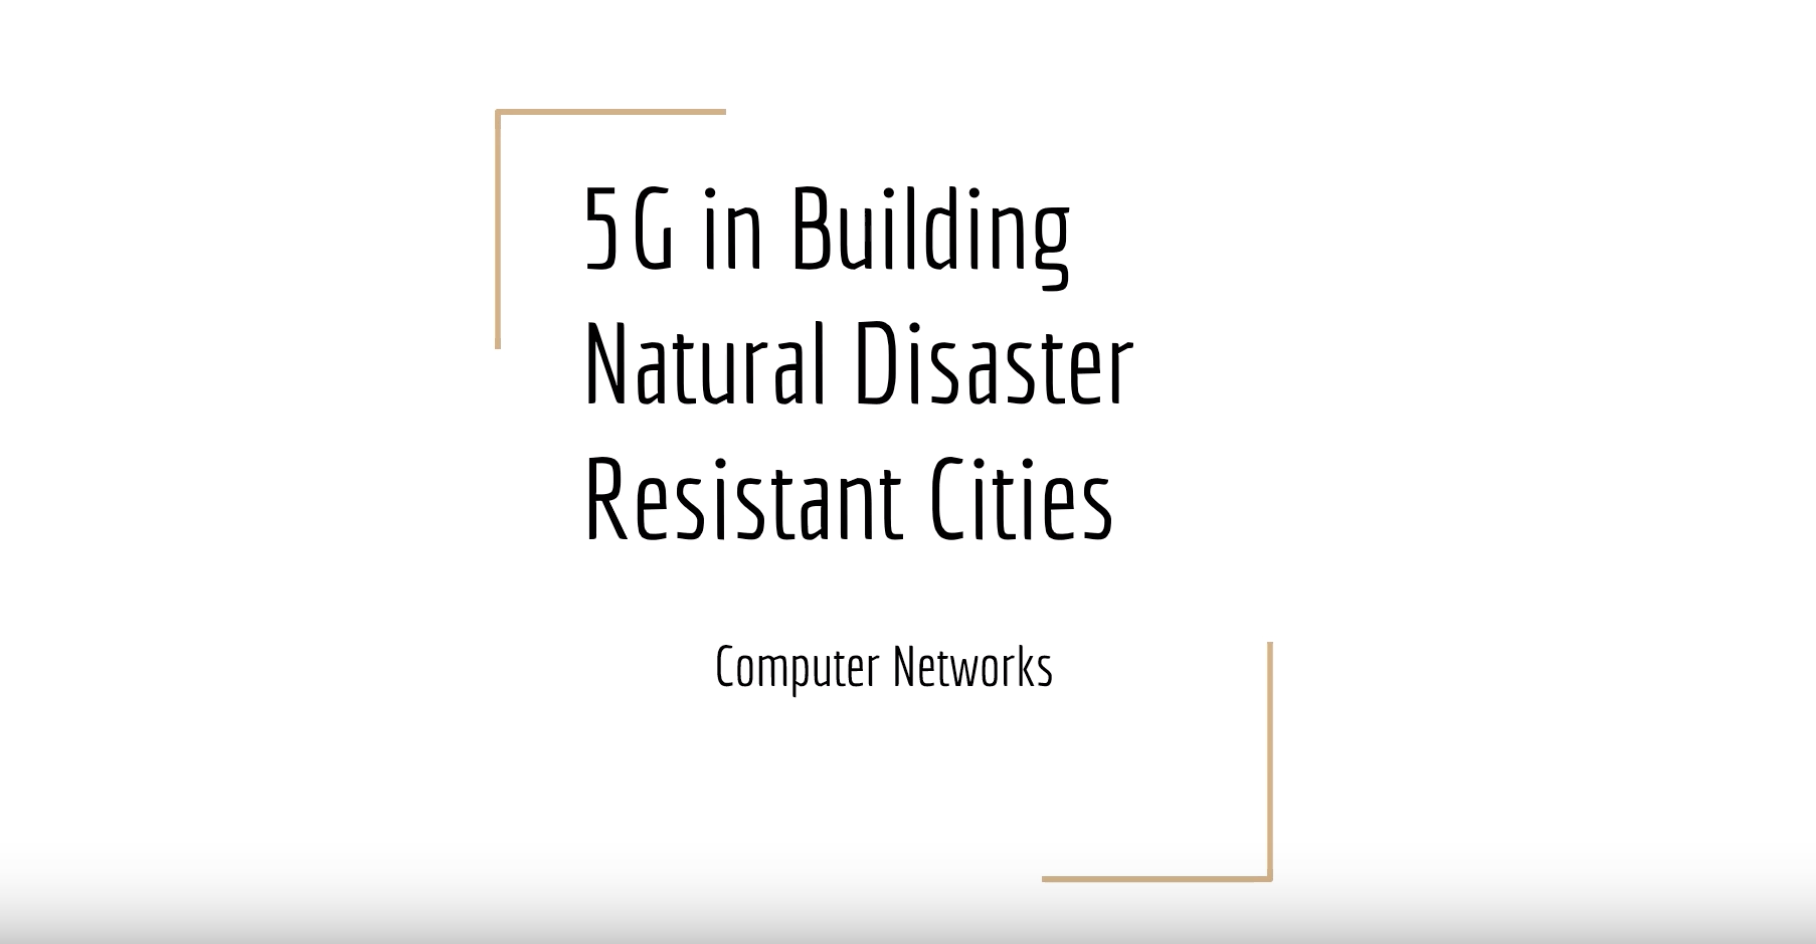 5G in Building
Natural Disaster
Resistant Cities
Computer Networks